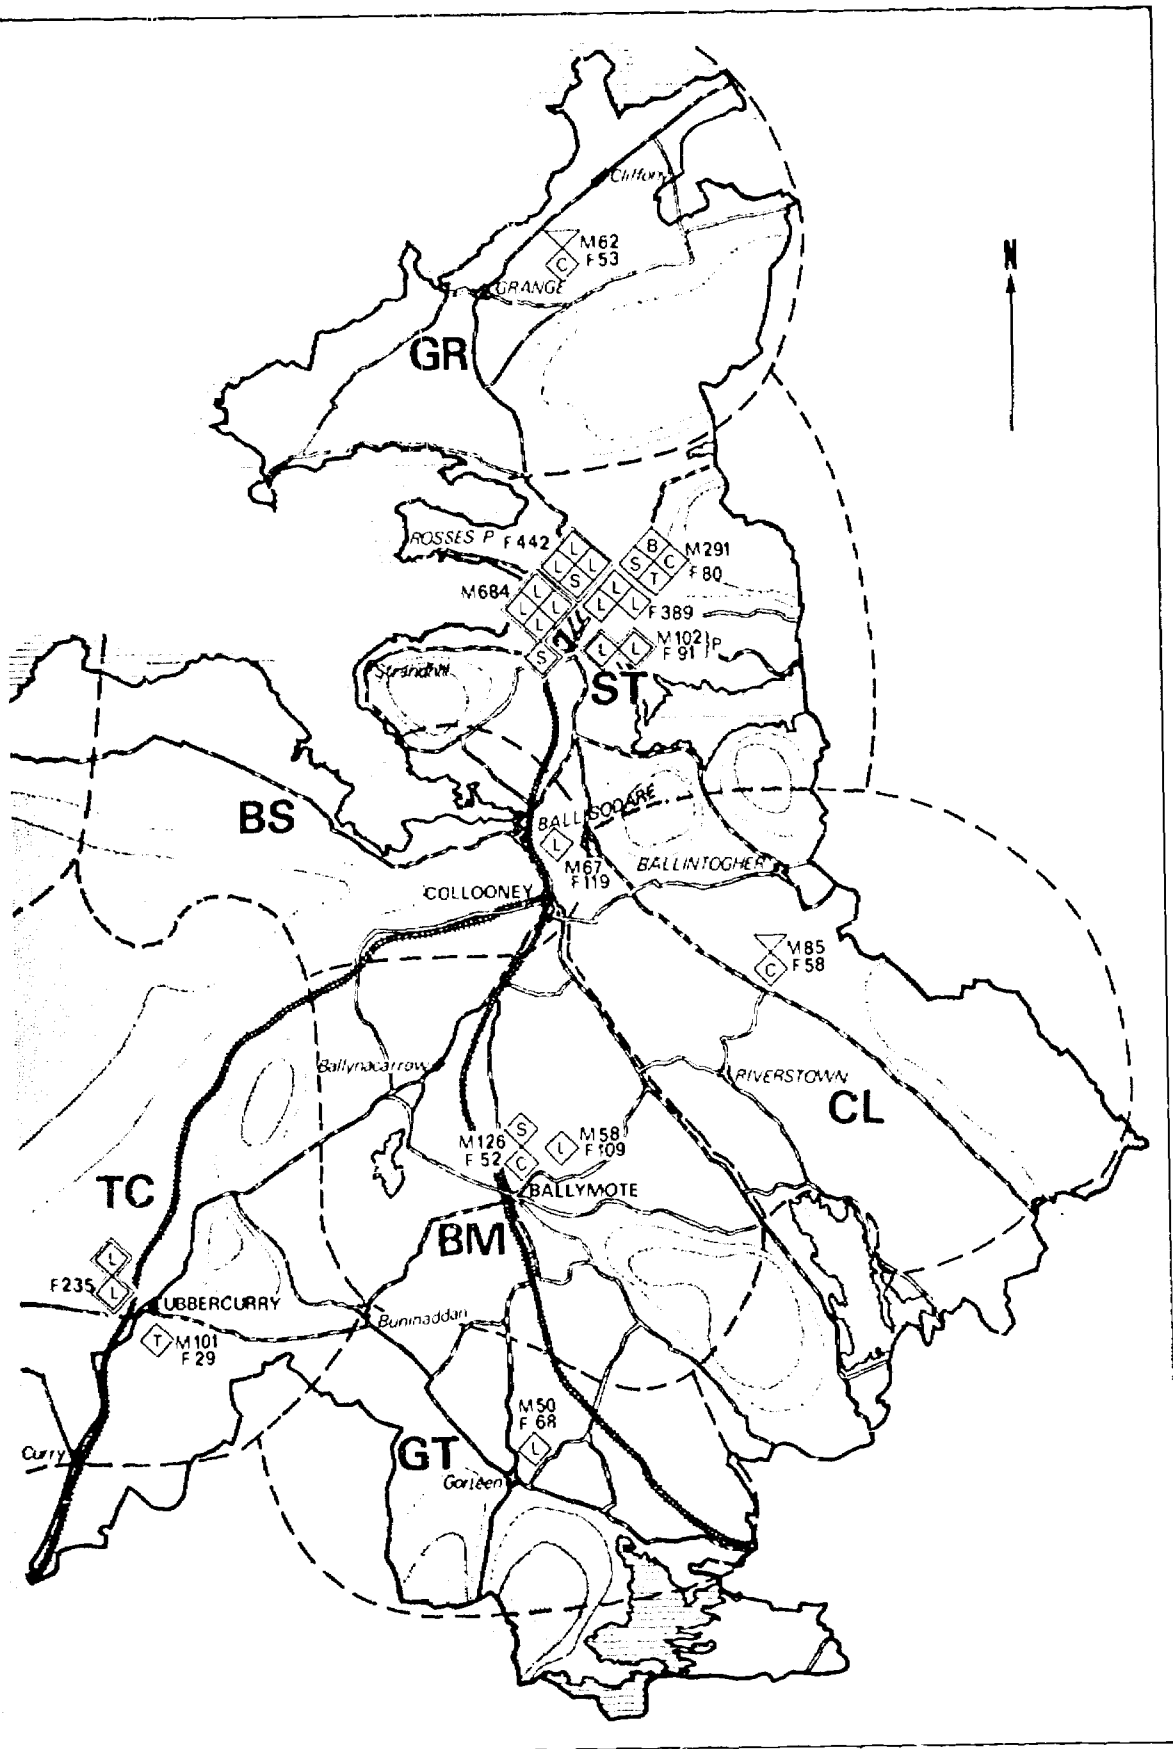 N
Cliffony
M62
C F53
GRANGE
GR
ROSSES P
F442
L
L L
S
B
S C
T
M291
F80
M684
L
L L
L
S
L
L L
F389
L L
M102
F91
P
Strandhill
ST
BS
BALLISODARE
L
M67
F119
BALLINTOGHER
COLLOONEY
M85
C F58
Ballynacarrow
RIVERSTOWN
CL
M126
F52
S
C
L
M58
F109
BALLYMOTE
TC
BM
F235
L
L
TUBBERCURRY
Buninaddan
T M101
F29
M50
F68
L
Curry
GT
Gorteen